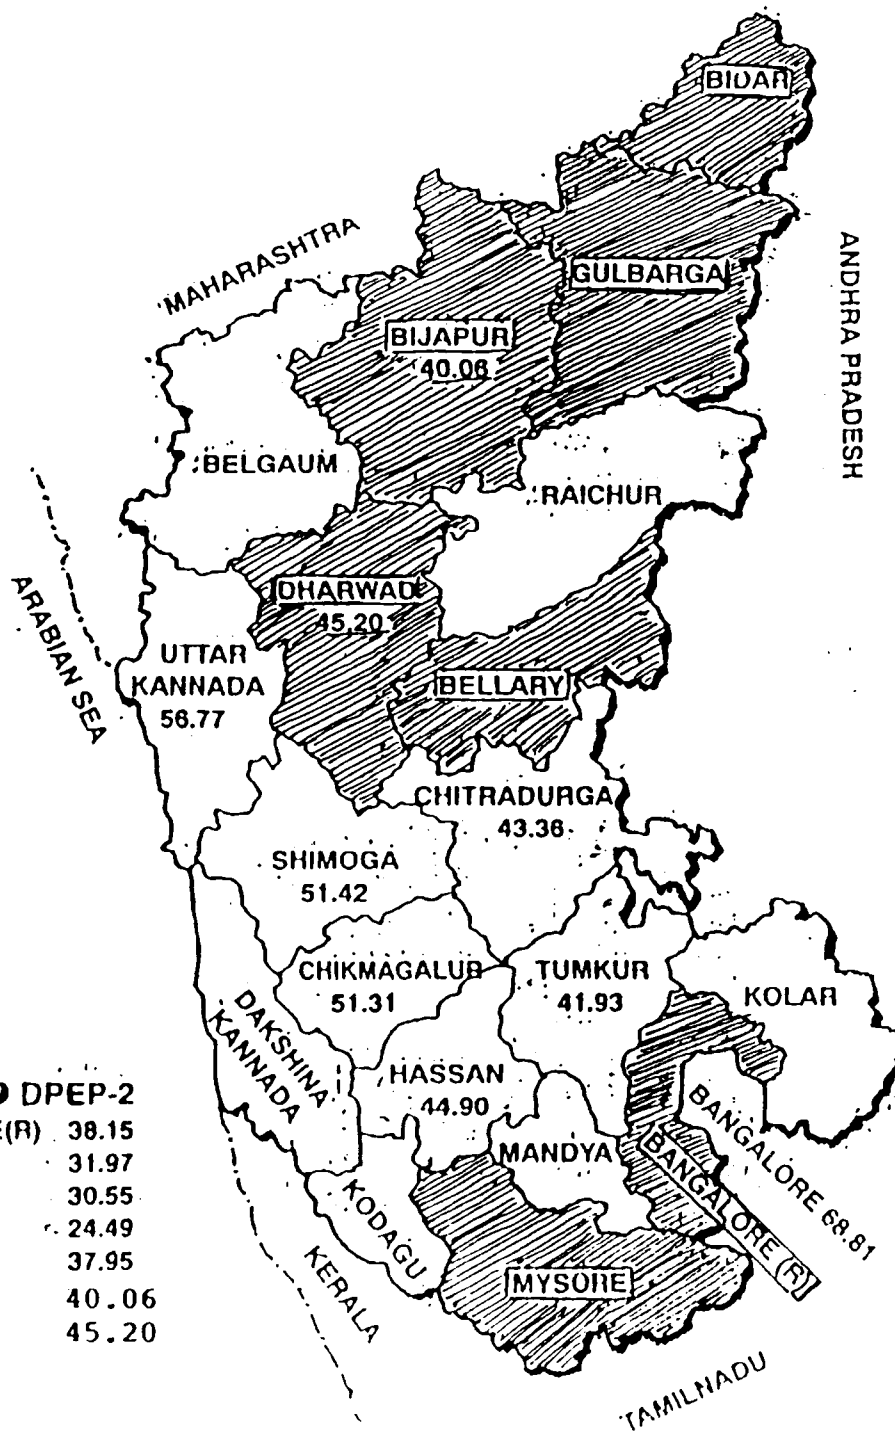 BIDAR
MAHARASHTRA
GULBARGA
ANDHRA PRADESH
BIJAPUR
40.06
BELGAUM
RAICHUR
DHARWAD
45.20
ARABIAN SEA
UTTAR
KANNADA
56.77
BELLARY
CHITRADURGA
43.36
SHIMOGA
51.42
CHIKMAGALUR
51.31
TUMKUR
41.93
KOLAR
DAKSHINA
KANNADA
HASSAN
44.90
BANGALORE 68.81
MANDYA
BANGALORE (R)
KODAGU
MYSORE
KERALA
TAMILNADU
DPEP-2
(R) 38.15
31.97
30.55
24.49
37.95
40.06
45.20